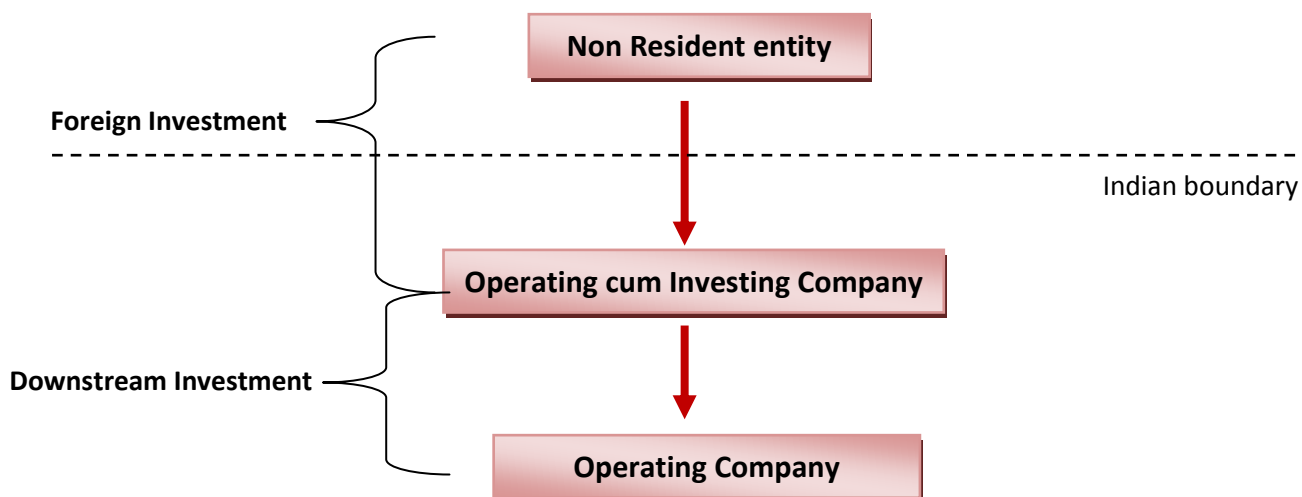 Non Resident entity
Foreign Investment
Indian boundary
Operating cum Investing Company
Downstream Investment
Operating Company